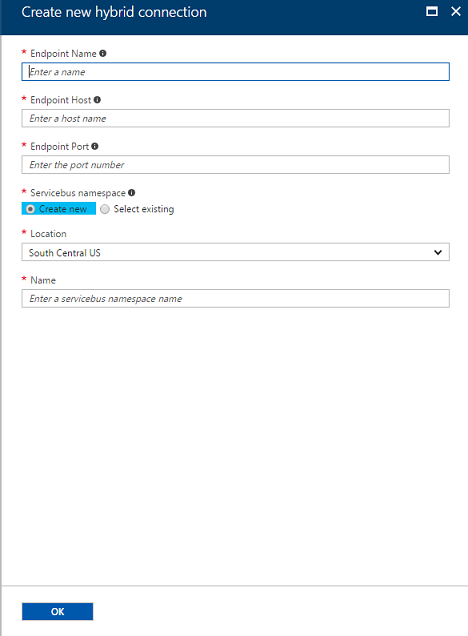 Create new hybrid connection
* Endpoint Name
Enter a name
* Endpoint Host
Enter a host name
* Endpoint Port
Enter the port number
* Servicebus namespace
Create new Select existing
* Location
South Central US
* Name
Enter a servicebus namespace name
OK